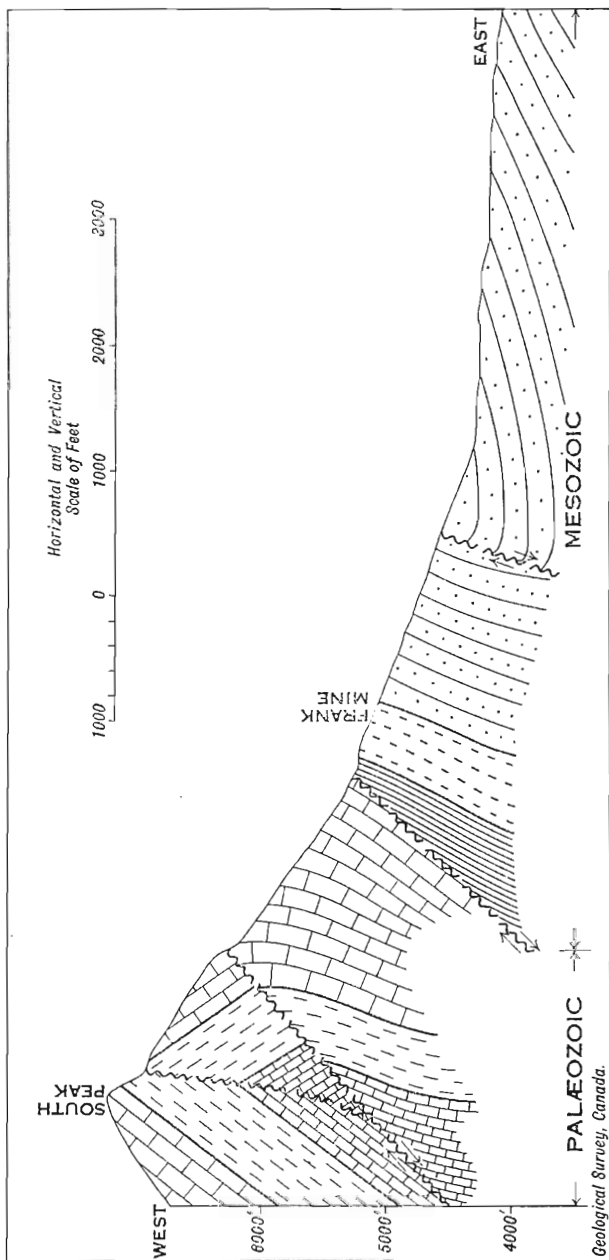 Horizontal and Vertical
Scale of Feet
1000 0 1000 2000 3000
WEST
SOUTH
PEAK
FRANK
MINE
EAST
6000'
5000'
4000'
PALÆOZOIC
MESOZOIC
Geological Survey, Canada.